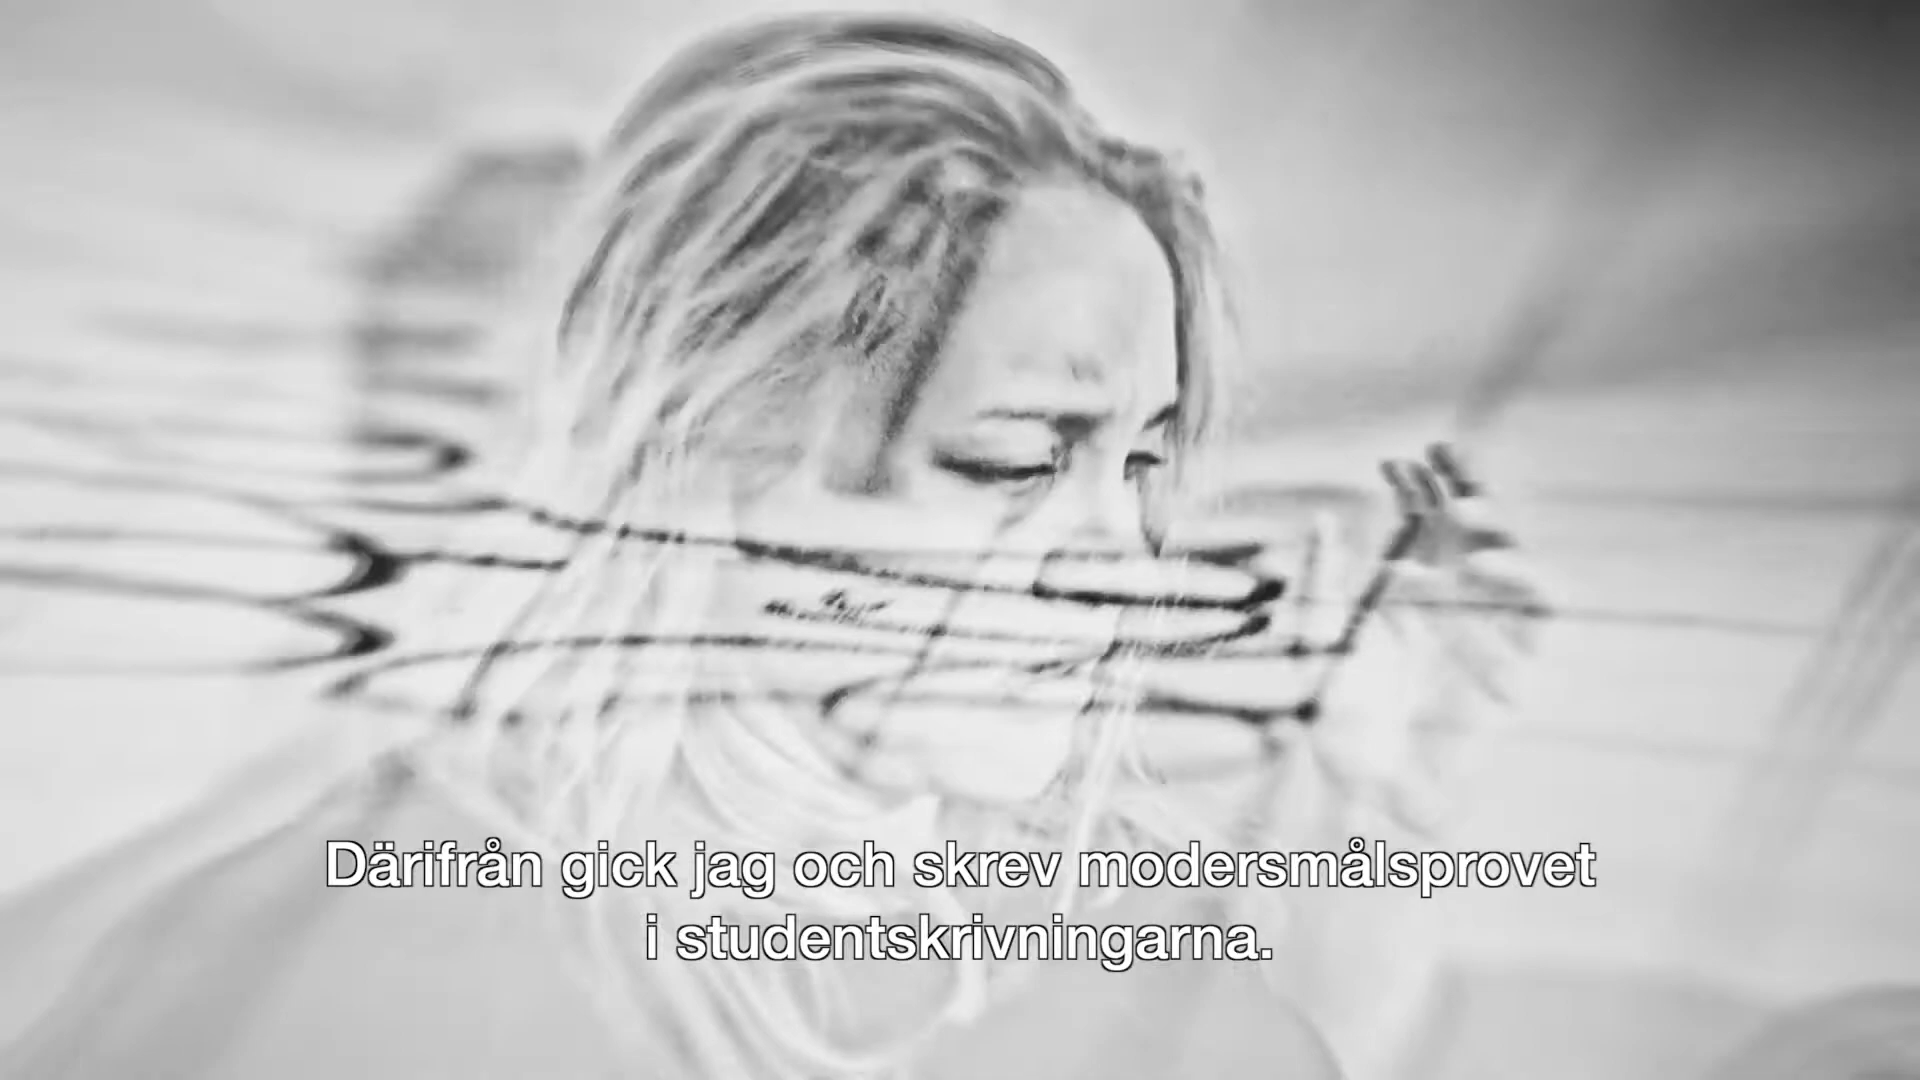 Därifrån gick jag och skrev modersmålsprovet
i studentskrivningarna.